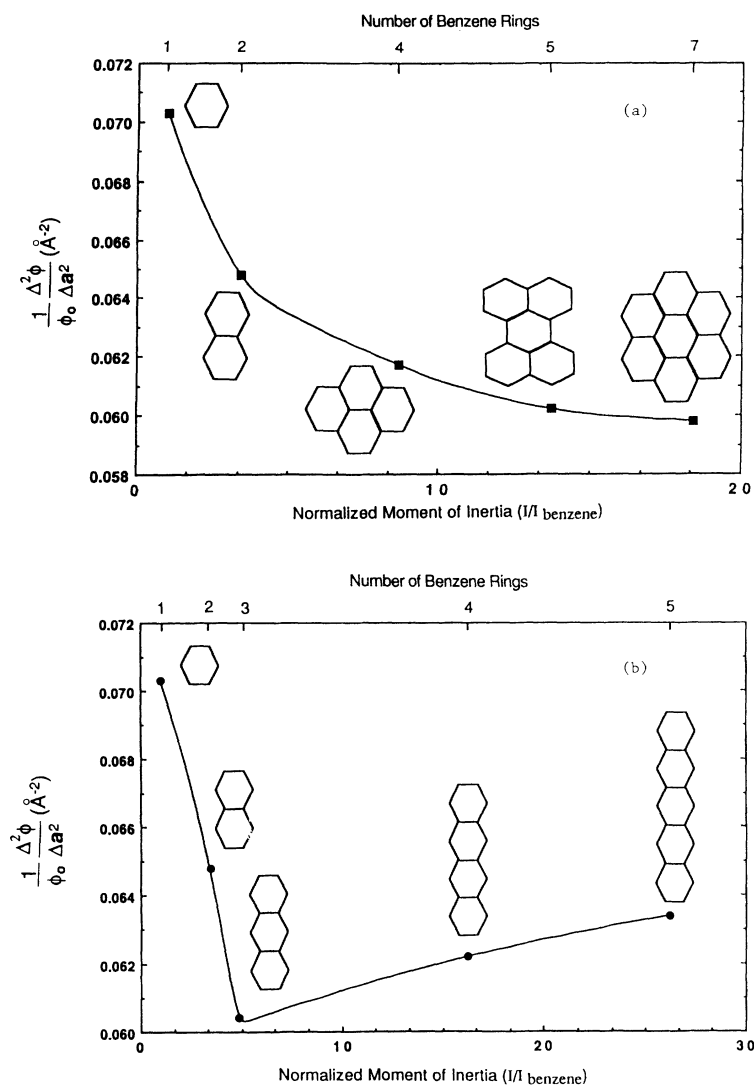 Number of Benzene Rings
1 2 4 5 7
(a)
0.072
0.070
0.068
0.066
0.064
0.062
0.060
0.058
1/ϕo Δ²ϕ/Δa² (Å-2)
0 10 20
Normalized Moment of Inertia (I/I benzene)
Number of Benzene Rings
1 2 3 4 5
(b)
0.072
0.070
0.068
0.066
0.064
0.062
0.060
1/ϕo Δ²ϕ/Δa² (Å-2)
0 10 20 30
Normalized Moment of Inertia (I/I benzene)